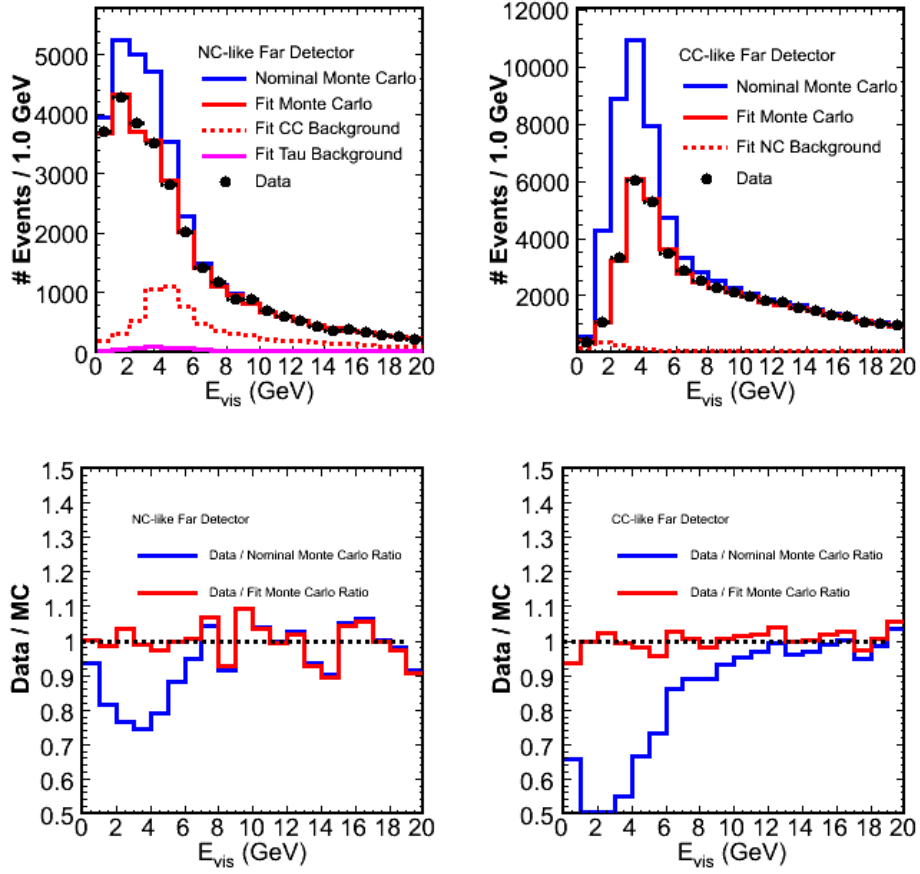 NC-like Far Detector
Nominal Monte Carlo
Fit Monte Carlo
Fit CC Background
Fit Tau Background
Data
# Events / 1.0 GeV
5000
4000
3000
2000
1000
0
0 2 4 6 8 10 12 14 16 18 20
E_vis (GeV)
CC-like Far Detector
Nominal Monte Carlo
Fit Monte Carlo
Fit NC Background
Data
# Events / 1.0 GeV
12000
10000
8000
6000
4000
2000
0 2 4 6 8 10 12 14 16 18 20
E_vis (GeV)
NC-like Far Detector
Data / Nominal Monte Carlo Ratio
Data / Fit Monte Carlo Ratio
Data / MC
1.5
1.4
1.3
1.2
1.1
1
0.9
0.8
0.7
0.6
0.5
0 2 4 6 8 10 12 14 16 18 20
E_vis (GeV)
CC-like Far Detector
Data / Nominal Monte Carlo Ratio
Data / Fit Monte Carlo Ratio
Data / MC
1.5
1.4
1.3
1.2
1.1
1
0.9
0.8
0.7
0.6
0.5
0 2 4 6 8 10 12 14 16 18 20
E_vis (GeV)